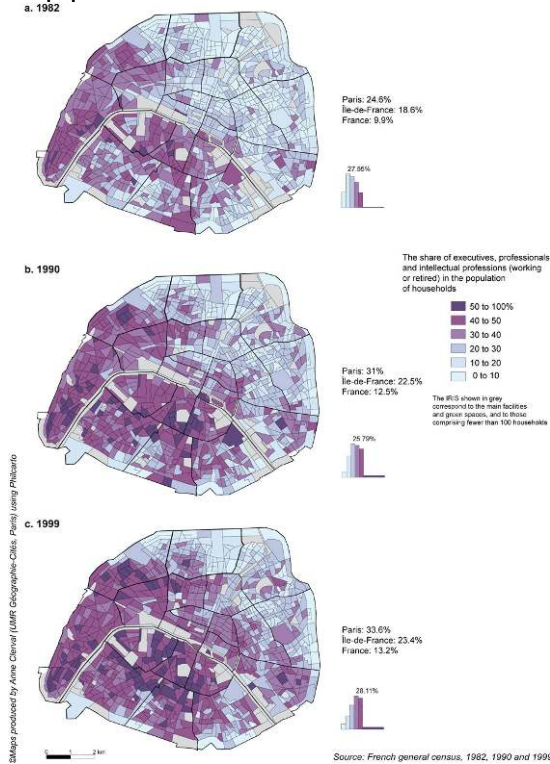 a. 1982
Paris: 24.6%
Île-de-France: 18.6%
France: 9.9%
27.56%
b. 1990
The share of executives, professionals
and intellectual professions (working
or retired) in the population
of households
50 to 100%
40 to 50
30 to 40
20 to 30
10 to 20
0 to 10
The IRIS shown in grey
correspond to the main facilities
and green spaces, and to those
comprising fewer than 100 households
Paris: 31%
Île-de-France: 22.5%
France: 12.5%
25.79%
c. 1999
Paris: 33.6%
Île-de-France: 23.4%
France: 13.2%
28.11%
©Maps produced by Anne Clerval (UMR Géographie-Cités, Paris) using Philcarto
0 1 2 km
Source: French general census, 1982, 1990 and 1999